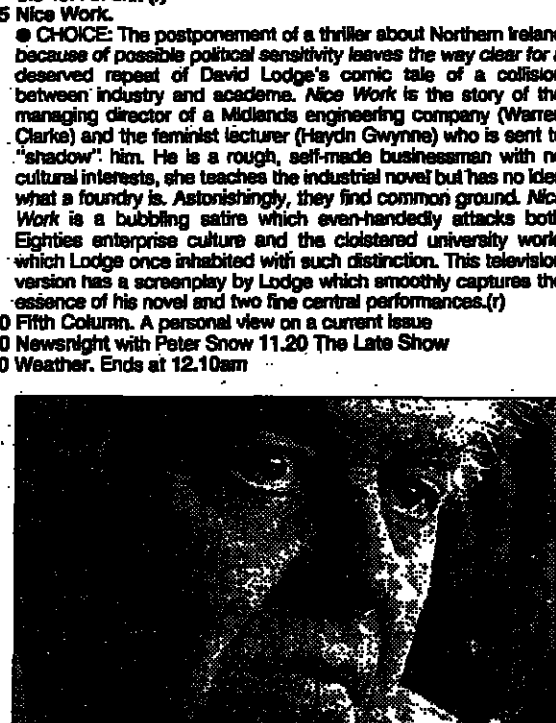 5 Nice Work.
● CHOICE: The postponement of a thriller about Northern Ireland
because of possible political sensitivity leaves the way clear for a
deserved repeat of David Lodge's comic tale of a collision
between industry and academe. Nice Work is the story of the
managing director of a Midlands engineering company (Warren
Clarke) and the feminist lecturer (Haydn Gwynne) who is sent to
"shadow" him. He is a rough, self-made businessman with no
cultural interests, she teaches the industrial novel but has no idea
what a foundry is. Astonishingly, they find common ground. Nice
Work is a bubbling satire which even-handedly attacks both
Eighties enterprise culture and the cloistered university world
which Lodge once inhabited with such distinction. This television
version has a screenplay by Lodge which smoothly captures the
essence of his novel and two fine central performances.(r)
0 Fifth Column. A personal view on a current issue
0 Newsnight with Peter Snow 11.20 The Late Show
0 Weather. Ends at 12.10am